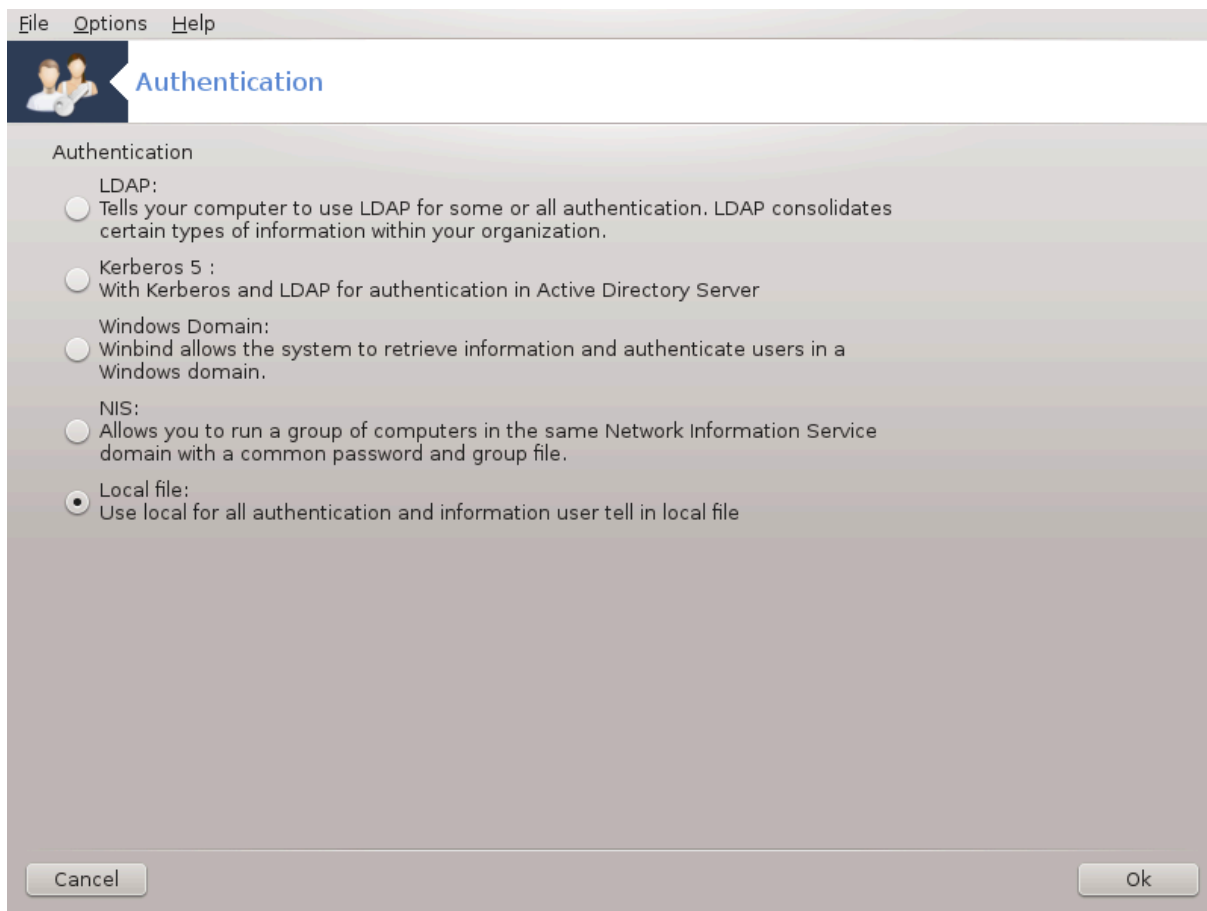 File Options Help
Authentication
Authentication
LDAP:
Tells your computer to use LDAP for some or all authentication. LDAP consolidates
certain types of information within your organization.
Kerberos 5 :
With Kerberos and LDAP for authentication in Active Directory Server
Windows Domain:
Winbind allows the system to retrieve information and authenticate users in a
Windows domain.
NIS:
Allows you to run a group of computers in the same Network Information Service
domain with a common password and group file.
Local file:
Use local for all authentication and information user tell in local file
Cancel Ok